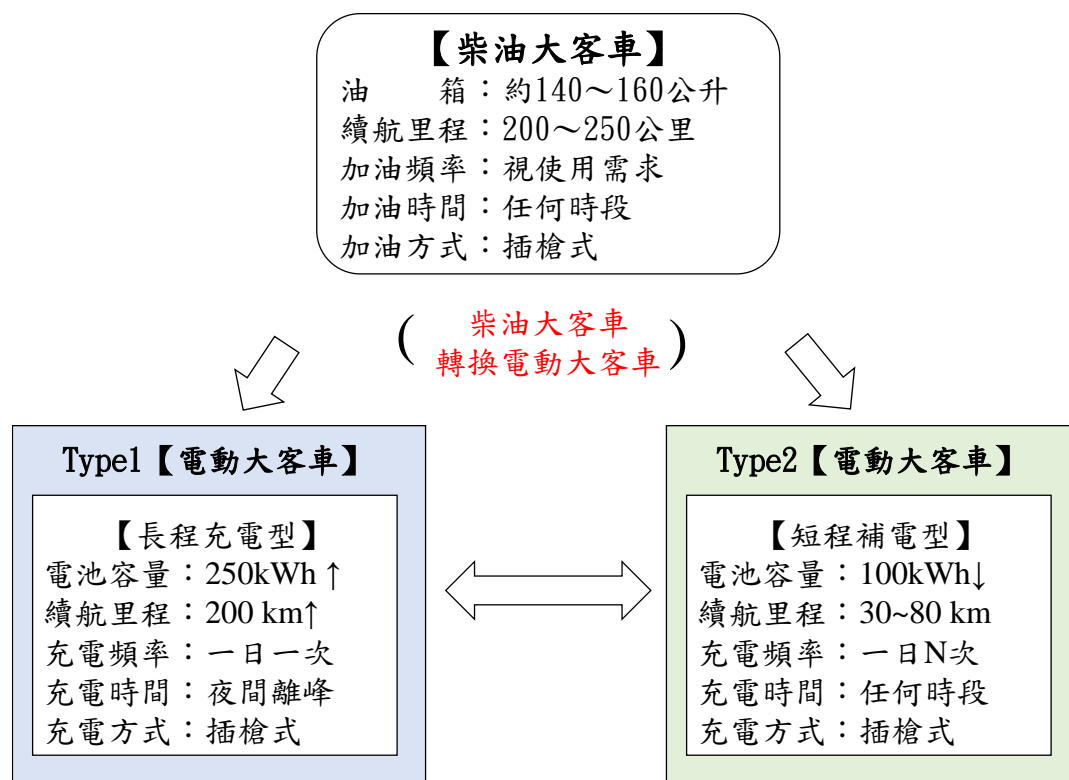 【柴油大客車】
油　　箱：約140～160公升
續航里程：200～250公里
加油頻率：視使用需求
加油時間：任何時段
加油方式：插槍式
( 柴油大客車
轉換電動大客車 )
Type1【電動大客車】
【長程充電型】
電池容量：250kWh ↑
續航里程：200 km↑
充電頻率：一日一次
充電時間：夜間離峰
充電方式：插槍式
Type2【電動大客車】
【短程補電型】
電池容量：100kWh↓
續航里程：30~80 km
充電頻率：一日N次
充電時間：任何時段
充電方式：插槍式